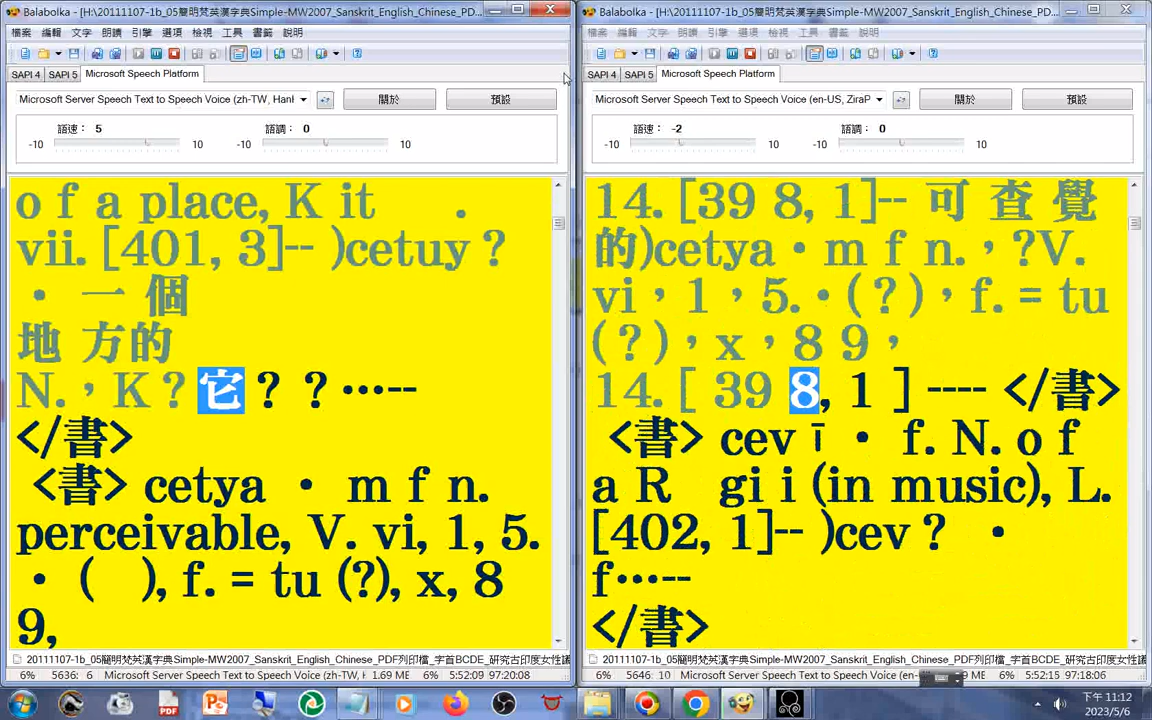 Balabolka - [H:\20111107-1b_05簡明梵英漢字典Simple-MW2007_Sanskrit_English_Chinese_PD...
檔案 編輯 文字 朗讀 引擎 選項 檢視 工具 書籤 說明
SAPI 4 SAPI 5 Microsoft Speech Platform
Microsoft Server Speech Text to Speech Voice (zh-TW, Hanl
關於 預設
語速： 5 語調： 0
-10 10 -10 10
o f a place, K it .
vii. [401, 3]-- )cetuy ?
• 一 個
地 方的
N.，K ? 它 ? ? …--
</書>
<書> cetya • m f n.
perceivable, V. vi, 1, 5.
• ( ), f. = tu (?), x, 8
9,
20111107-1b_05簡明梵英漢字典Simple-MW2007_Sanskrit_English_Chinese_PDF列印檔_字首BCDE_研究古印度女性議
6% 5636: 6 Microsoft Server Speech Text to Speech Voice (zh-TW, H 1.69 ME 6% 5:52:09 97:20:08
Balabolka - [H:\20111107-1b_05簡明梵英漢字典Simple-MW2007_Sanskrit_English_Chinese_PD...
檔案 編輯 文字 朗讀 引擎 選項 檢視 工具 書籤 說明
SAPI 4 SAPI 5 Microsoft Speech Platform
Microsoft Server Speech Text to Speech Voice (en-US, ZiraP
關於 預設
語速： -2 語調： 0
-10 10 -10 10
14. [39 8, 1]-- 可 查 覺
的)cetya • m f n.，?V.
vi，1，5. • (?)，f. = tu
(?)，x，8 9，
14. [ 39 8, 1 ] ---- </書>
<書> cev ī • f. N. o f
a R gi i (in music), L.
[402, 1]-- )cev ? •
f…--
</書>
20111107-1b_05簡明梵英漢字典Simple-MW2007_Sanskrit_English_Chinese_PDF列印檔_字首BCDE_研究古印度女性議
6% 5646: 10 Microsoft Server Speech Text to Speech Voice (en-US 6% 5:52:15 97:18:06
下午 11:12
2023/5/6